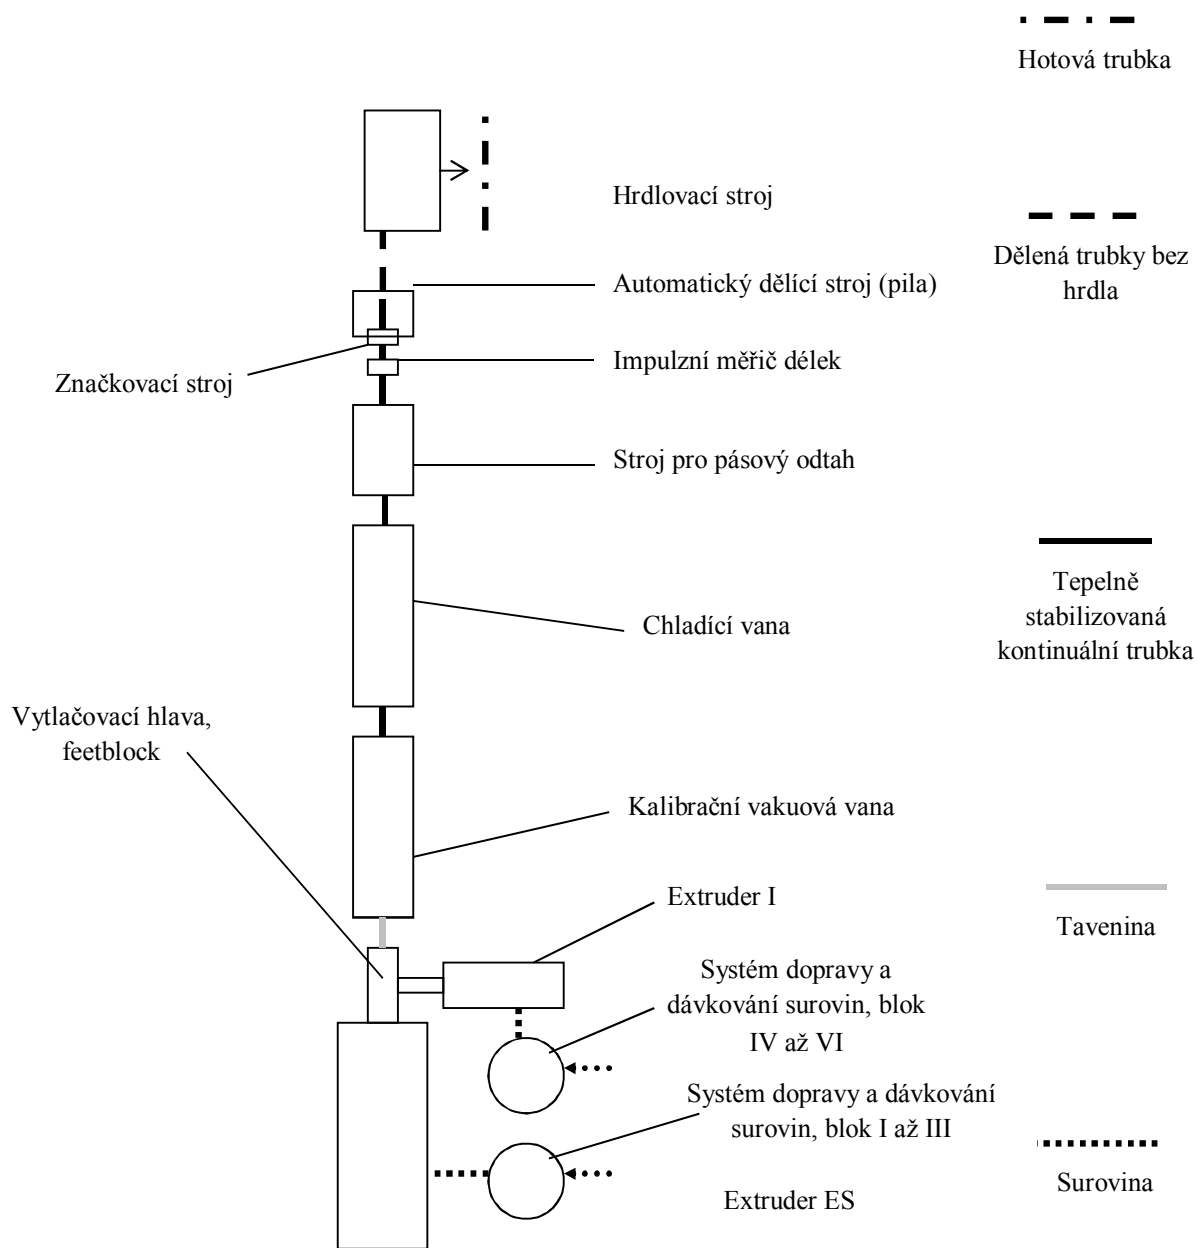 Hotová trubka
Hrdlovací stroj
Dělená trubky bez
hrdla
Automatický dělící stroj (pila)
Impulzní měřič délek
Značkovací stroj
Stroj pro pásový odtah
Tepelně
stabilizovaná
kontinuální trubka
Chladící vana
Vytlačovací hlava,
feetblock
Kalibrační vakuová vana
Extruder I
Tavenina
Systém dopravy a
dávkování surovin, blok
IV až VI
Systém dopravy a dávkování
surovin, blok I až III
Surovina
Extruder ES